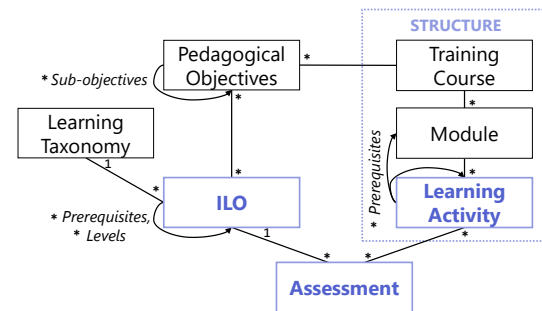 STRUCTURE
Pedagogical
Objectives
*
Training
Course
* Sub-objectives
*
*
Learning
Taxonomy
Module
1
* Prerequisites
*
*
*
ILO
Learning
Activity
* Prerequisites,
* Levels
1
*
*
*
Assessment